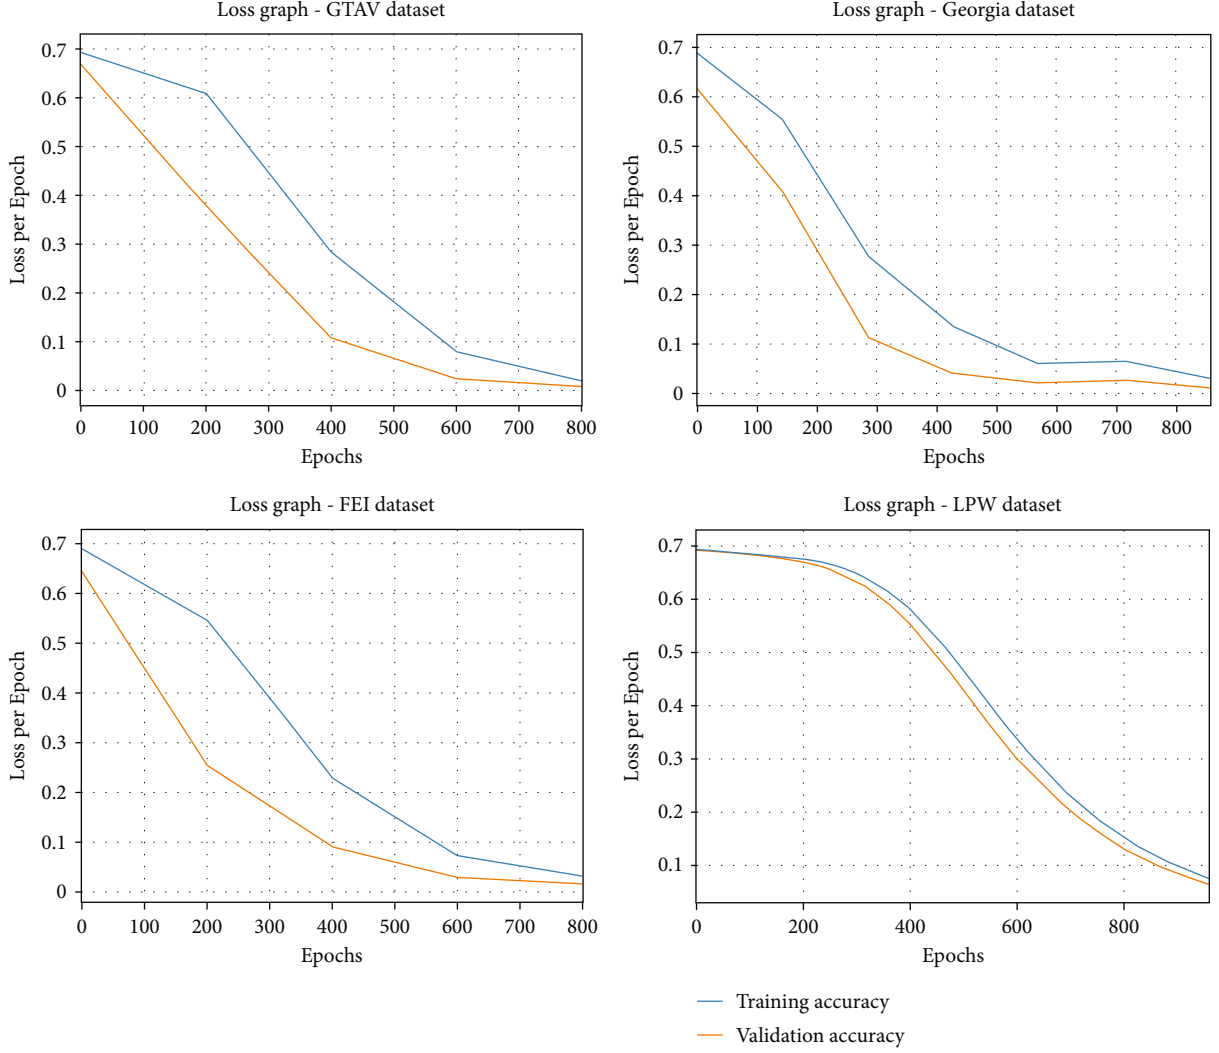 Loss graph - GTAV dataset
Loss per Epoch
0.7
0.6
0.5
0.4
0.3
0.2
0.1
0
0 100 200 300 400 500 600 700 800
Epochs
Loss graph - Georgia dataset
Loss per Epoch
0.7
0.6
0.5
0.4
0.3
0.2
0.1
0
0 100 200 300 400 500 600 700 800
Epochs
Loss graph - FEI dataset
Loss per Epoch
0.7
0.6
0.5
0.4
0.3
0.2
0.1
0
0 100 200 300 400 500 600 700 800
Epochs
Loss graph - LPW dataset
Loss per Epoch
0.7
0.6
0.5
0.4
0.3
0.2
0.1
0 200 400 600 800
Epochs
Training accuracy
Validation accuracy